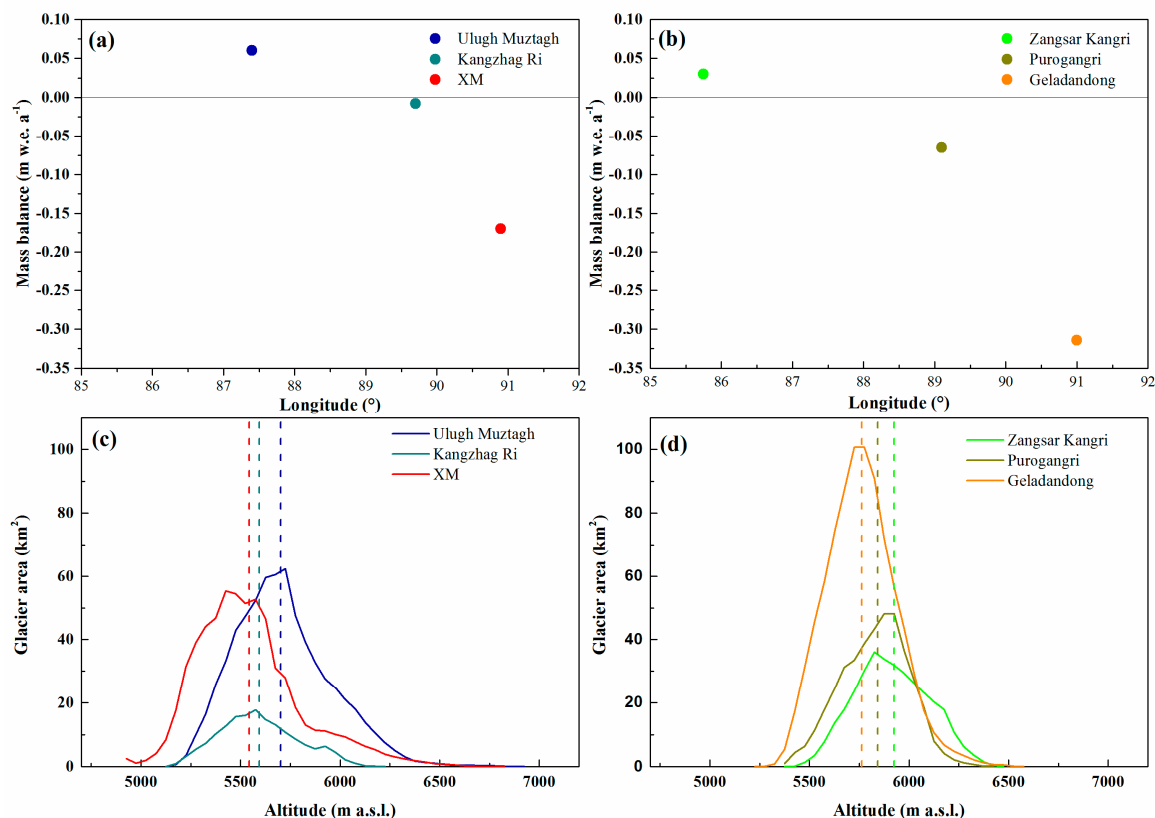 (a)
Ulugh Muztagh
Kangzhag Ri
XM
0.10
0.05
0.00
-0.05
-0.10
-0.15
-0.20
-0.25
-0.30
-0.35
Mass balance (m w.e. a-1)
85 86 87 88 89 90 91 92
Longitude (°)
(b)
Zangsar Kangri
Purogangri
Geladandong
0.10
0.05
0.00
-0.05
-0.10
-0.15
-0.20
-0.25
-0.30
-0.35
Mass balance (m w.e. a-1)
85 86 87 88 89 90 91 92
Longitude (°)
(c)
Ulugh Muztagh
Kangzhag Ri
XM
100
80
60
40
20
0
Glacier area (km2)
5000 5500 6000 6500 7000
Altitude (m a.s.l.)
(d)
Zangsar Kangri
Purogangri
Geladandong
100
80
60
40
20
0
Glacier area (km2)
5000 5500 6000 6500 7000
Altitude (m a.s.l.)